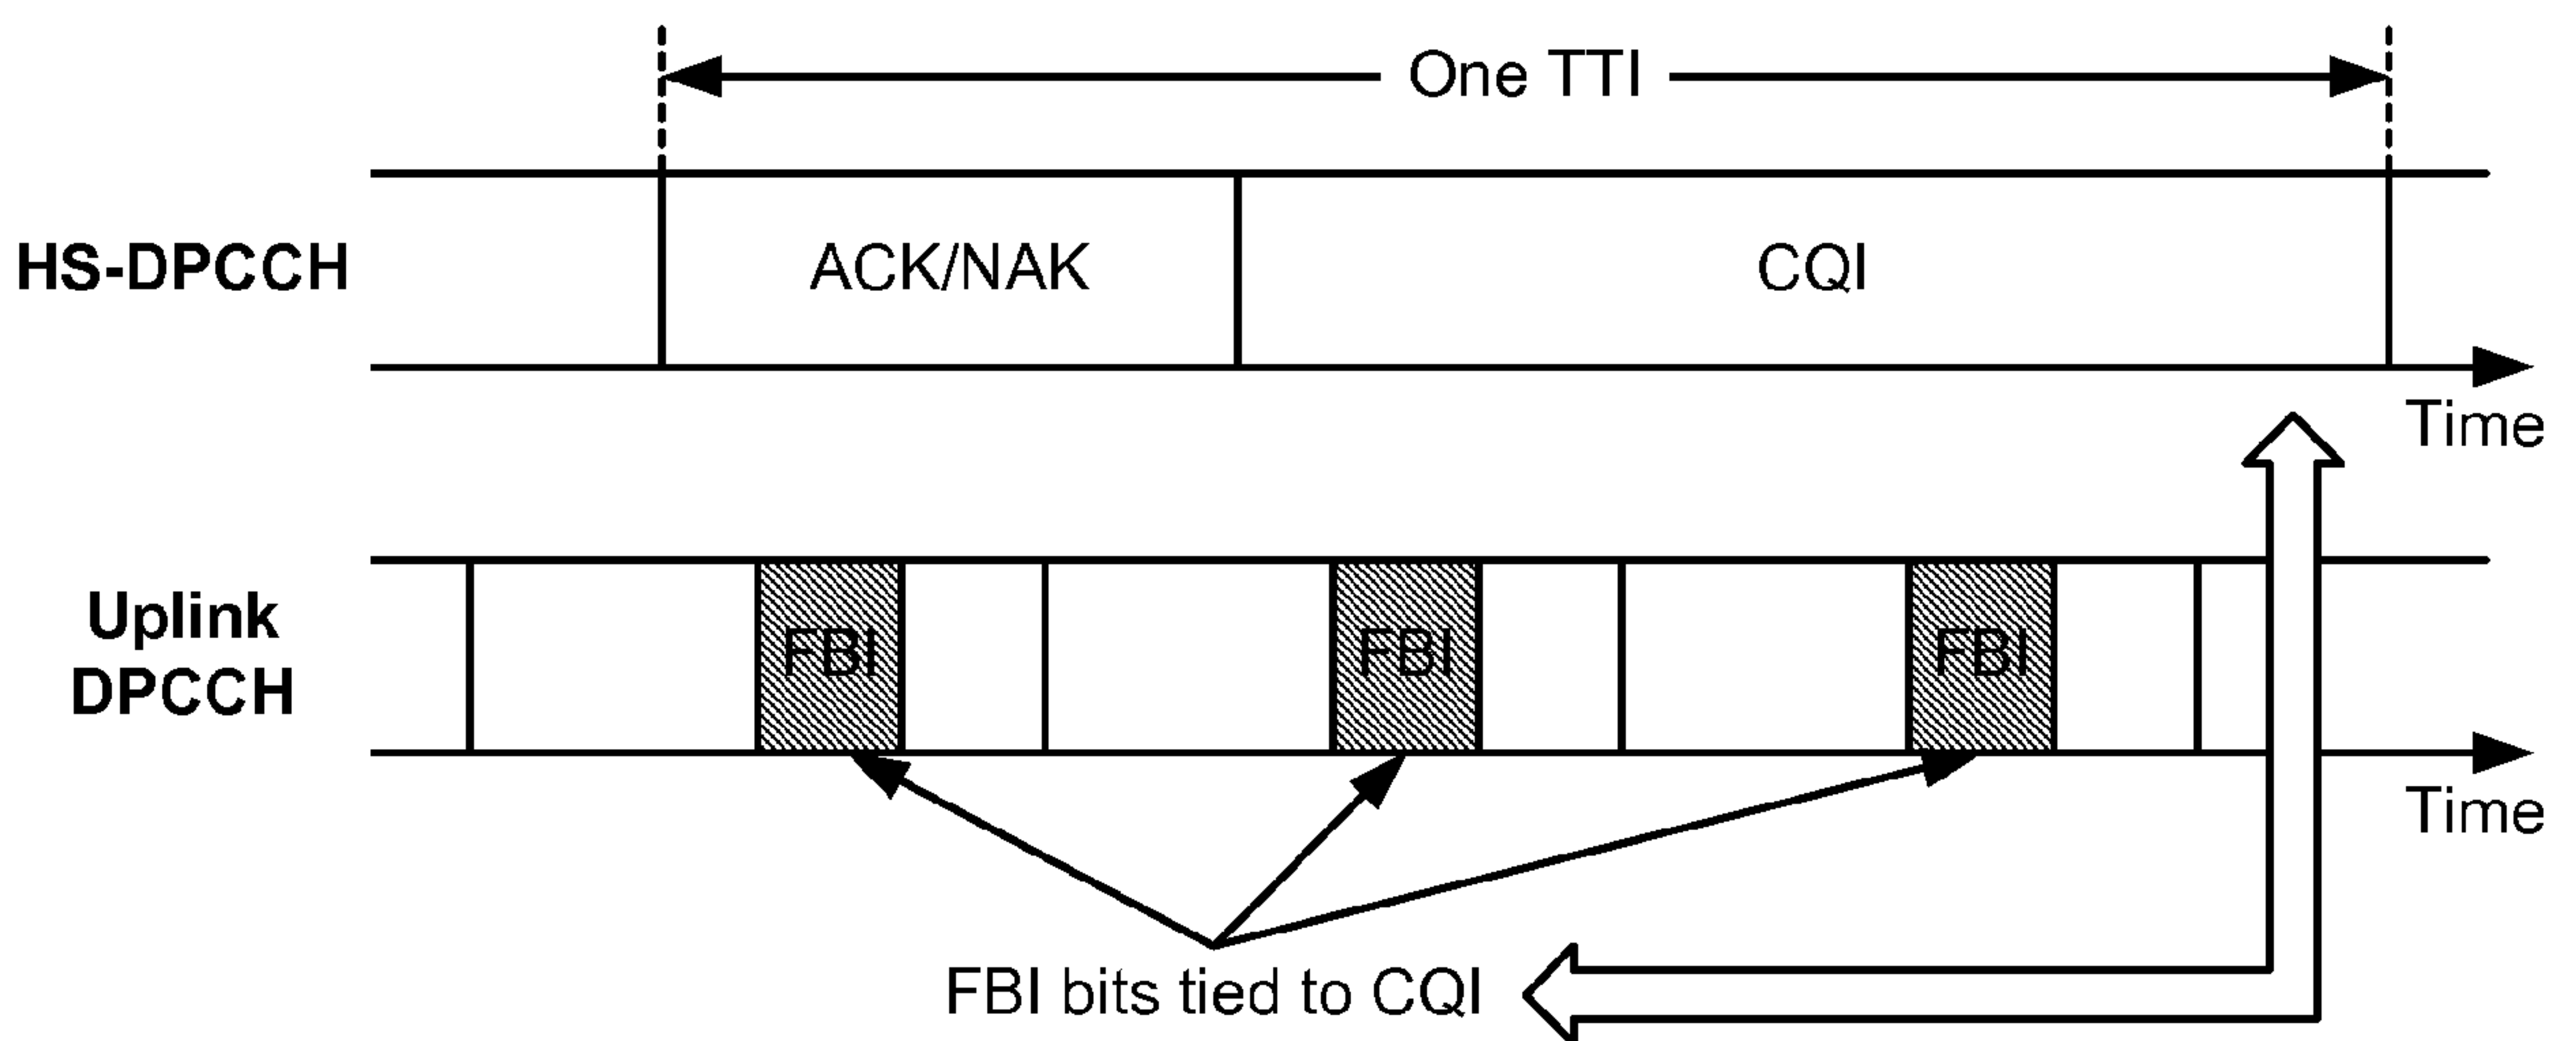 One TTI
HS-DPCCH
ACK/NAK
CQI
Time
Uplink
DPCCH
FBI
FBI
FBI
Time
FBI bits tied to CQI